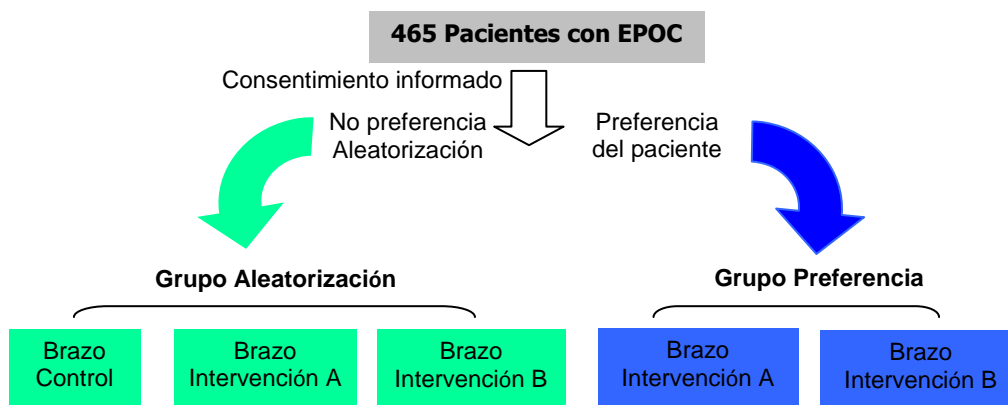 465 Pacientes con EPOC
Consentimiento informado
No preferencia
Aleatorización
Preferencia
del paciente
Grupo Aleatorización
Grupo Preferencia
Brazo
Control
Brazo
Intervención A
Brazo
Intervención B
Brazo
Intervención A
Brazo
Intervención B